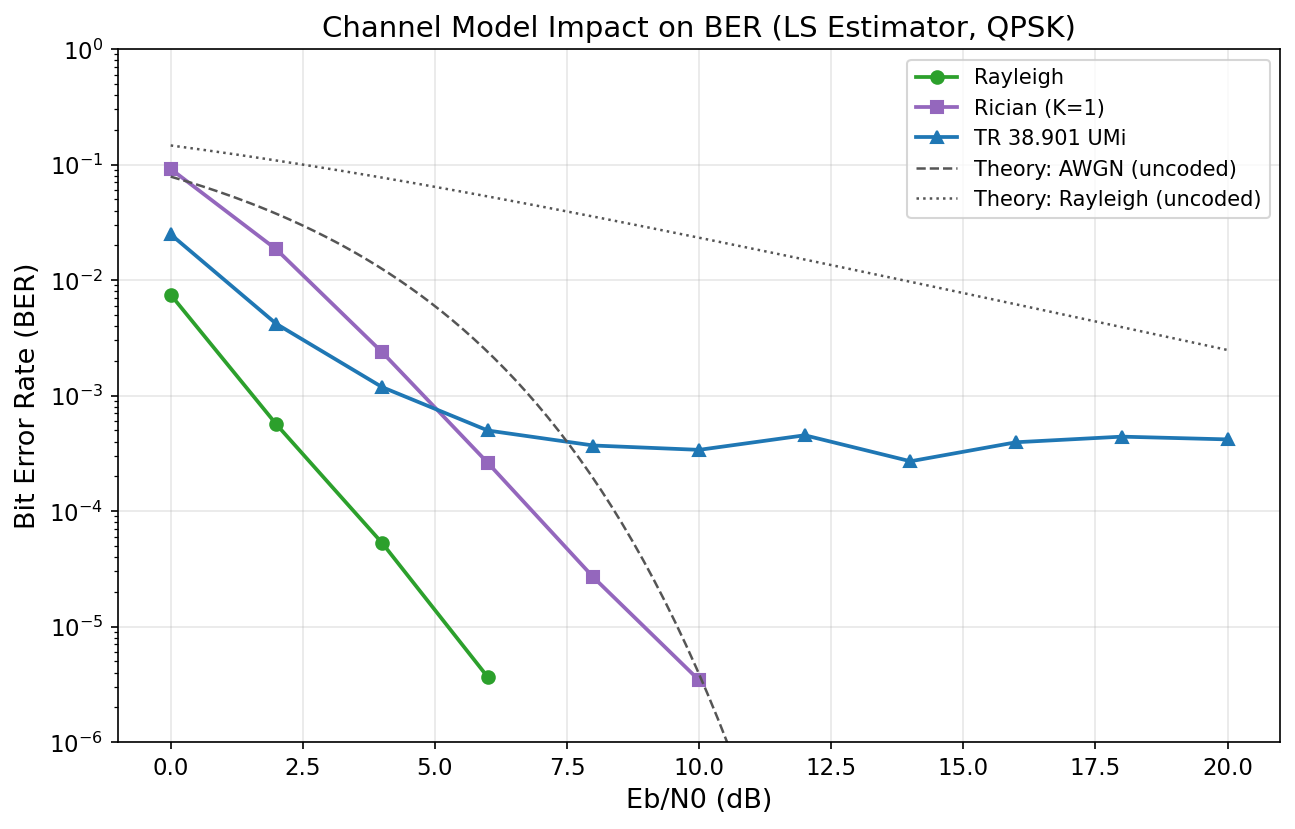 Channel Model Impact on BER (LS Estimator, QPSK)
Rayleigh
Rician (K=1)
TR 38.901 UMi
Theory: AWGN (uncoded)
Theory: Rayleigh (uncoded)
Bit Error Rate (BER)
10⁰
10⁻¹
10⁻²
10⁻³
10⁻⁴
10⁻⁵
10⁻⁶
0.0 2.5 5.0 7.5 10.0 12.5 15.0 17.5 20.0
Eb/N0 (dB)